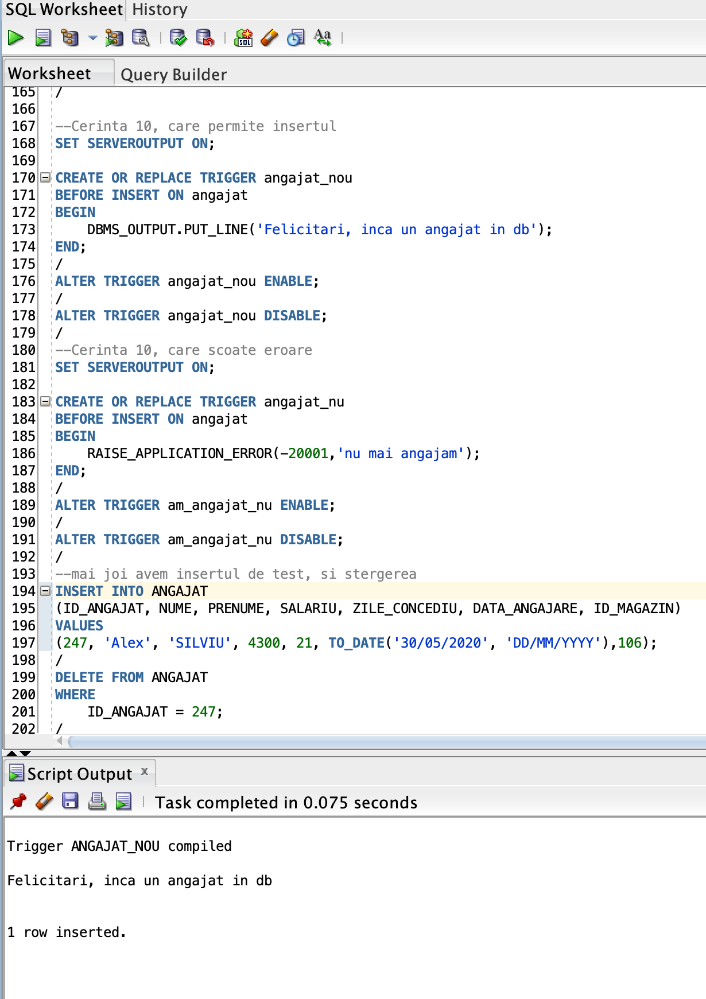 SQL Worksheet History
Worksheet Query Builder
165 /
166
167 --Cerinta 10, care permite insertul
168 SET SERVEROUTPUT ON;
169
170 CREATE OR REPLACE TRIGGER angajat_nou
171 BEFORE INSERT ON angajat
172 BEGIN
173     DBMS_OUTPUT.PUT_LINE('Felicitari, inca un angajat in db');
174 END;
175 /
176 ALTER TRIGGER angajat_nou ENABLE;
177 /
178 ALTER TRIGGER angajat_nou DISABLE;
179 /
180 --Cerinta 10, care scoate eroare
181 SET SERVEROUTPUT ON;
182
183 CREATE OR REPLACE TRIGGER angajat_nu
184 BEFORE INSERT ON angajat
185 BEGIN
186     RAISE_APPLICATION_ERROR(-20001,'nu mai angajam');
187 END;
188 /
189 ALTER TRIGGER am_angajat_nu ENABLE;
190 /
191 ALTER TRIGGER am_angajat_nu DISABLE;
192 /
193 --mai joi avem insertul de test, si stergerea
194 INSERT INTO ANGAJAT
195 (ID_ANGAJAT, NUME, PRENUME, SALARIU, ZILE_CONCEDIU, DATA_ANGAJARE, ID_MAGAZIN)
196 VALUES
197 (247, 'Alex', 'SILVIU', 4300, 21, TO_DATE('30/05/2020', 'DD/MM/YYYY'),106);
198 /
199 DELETE FROM ANGAJAT
200 WHERE
201     ID_ANGAJAT = 247;
202 /
Script Output x
Task completed in 0.075 seconds
Trigger ANGAJAT_NOU compiled
Felicitari, inca un angajat in db
1 row inserted.